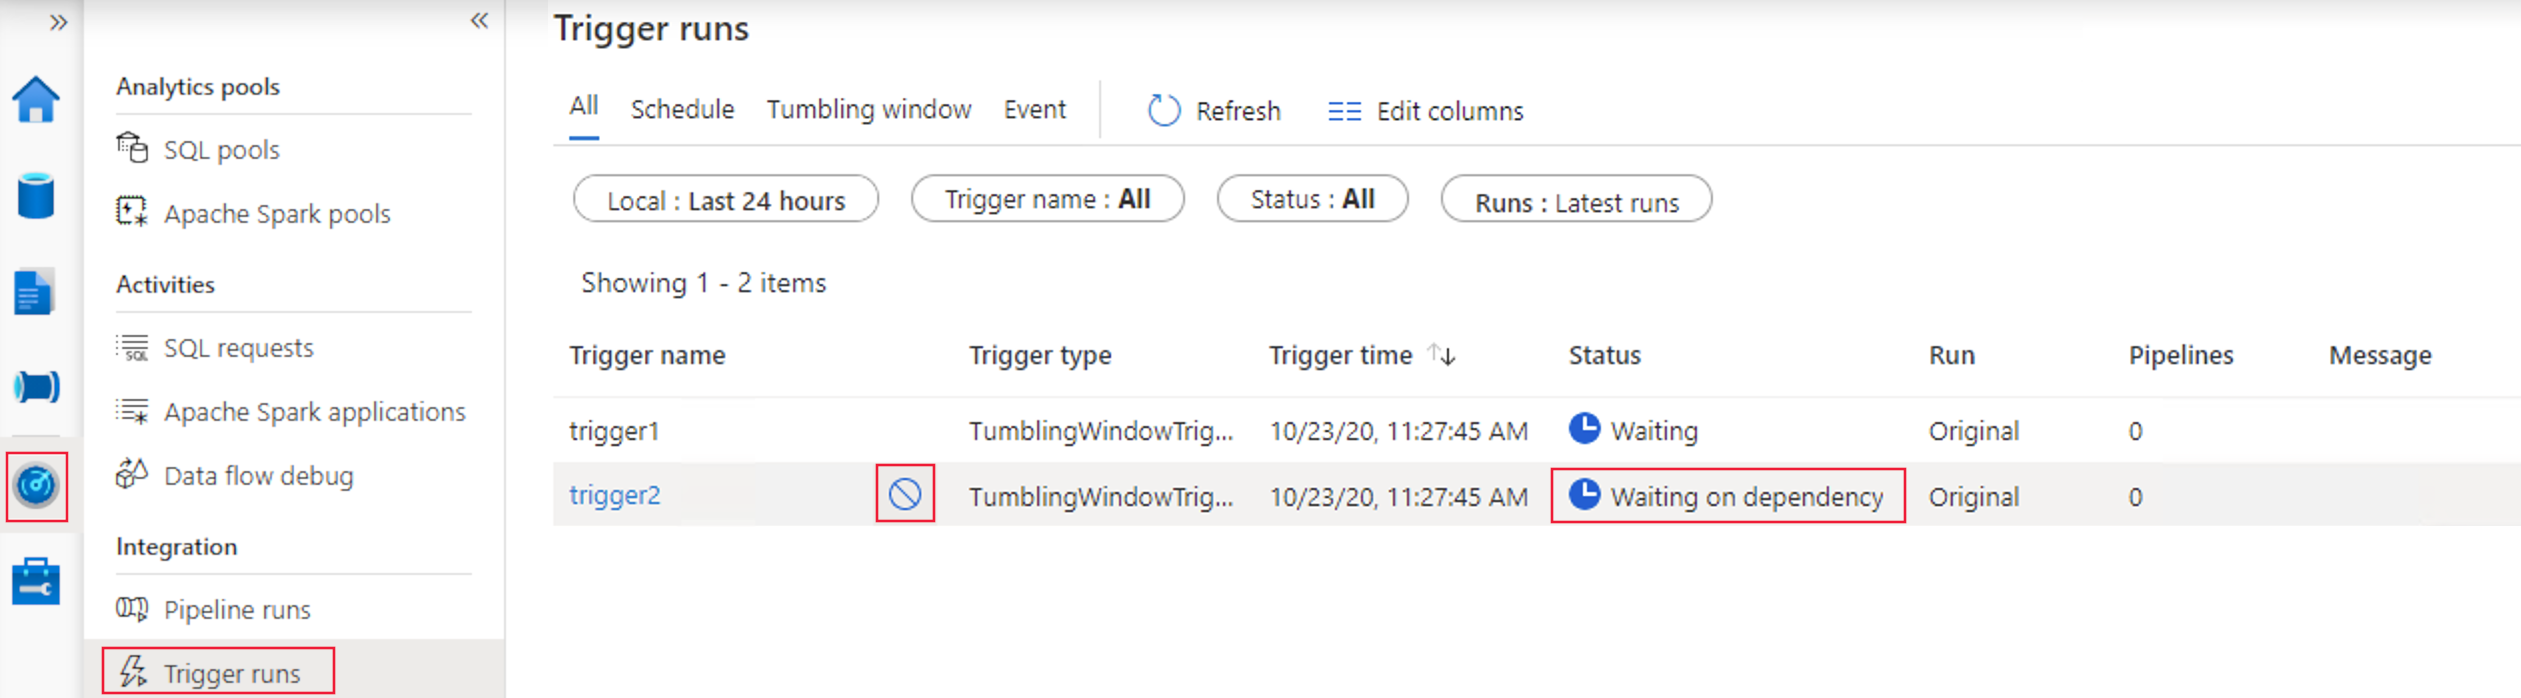 Analytics pools
SQL pools
Apache Spark pools
Activities
SQL requests
Apache Spark applications
Data flow debug
Integration
Pipeline runs
Trigger runs
Trigger runs
All Schedule Tumbling window Event Refresh Edit columns
Local : Last 24 hours Trigger name : All Status : All Runs : Latest runs
Showing 1 - 2 items
Trigger name Trigger type Trigger time Status Run Pipelines Message
trigger1 TumblingWindowTrig... 10/23/20, 11:27:45 AM Waiting Original 0
trigger2 TumblingWindowTrig... 10/23/20, 11:27:45 AM Waiting on dependency Original 0